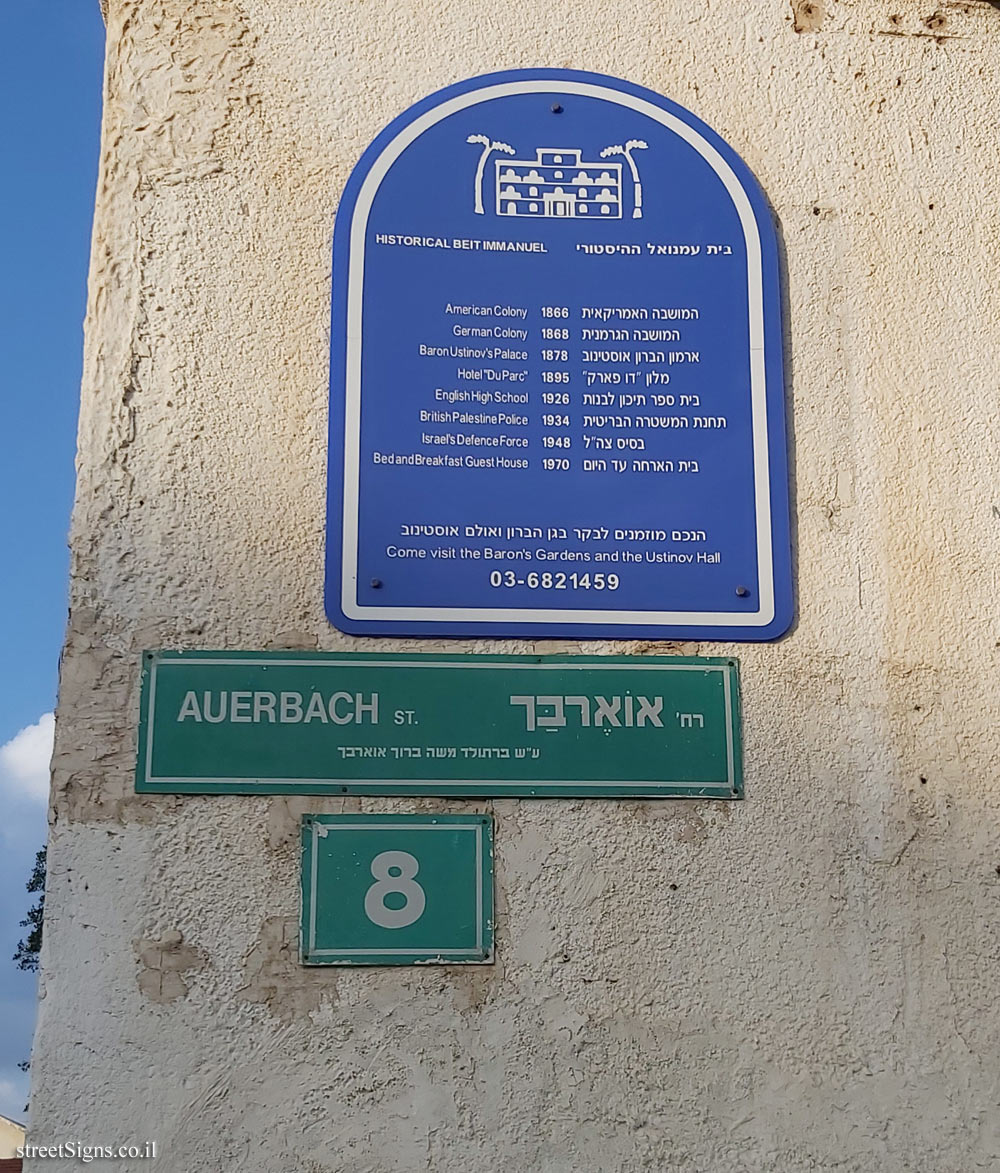 HISTORICAL BEIT IMMANUEL בית עמנואל ההיסטורי
American Colony 1866 המושבה האמריקאית
German Colony 1868 המושבה הגרמנית
Baron Ustinov's Palace 1878 ארמון הברון אוסטינוב
Hotel "Du Parc" 1895 מלון "דו פארק"
English High School 1926 בית ספר תיכון לבנות
British Palestine Police 1934 תחנת המשטרה הבריטית
Israel's Defence Force 1948 בסיס צה"ל
Bed and Breakfast Guest House 1970 בית הארחה עד היום
הנכם מוזמנים לבקר בגן הברון ואולם אוסטינוב
Come visit the Baron's Gardens and the Ustinov Hall
03-6821459
AUERBACH ST. רח' אוֹאֶרבַּך
ע"ש ברתולד משה ברוך אוארבך
8
streetSigns.co.il